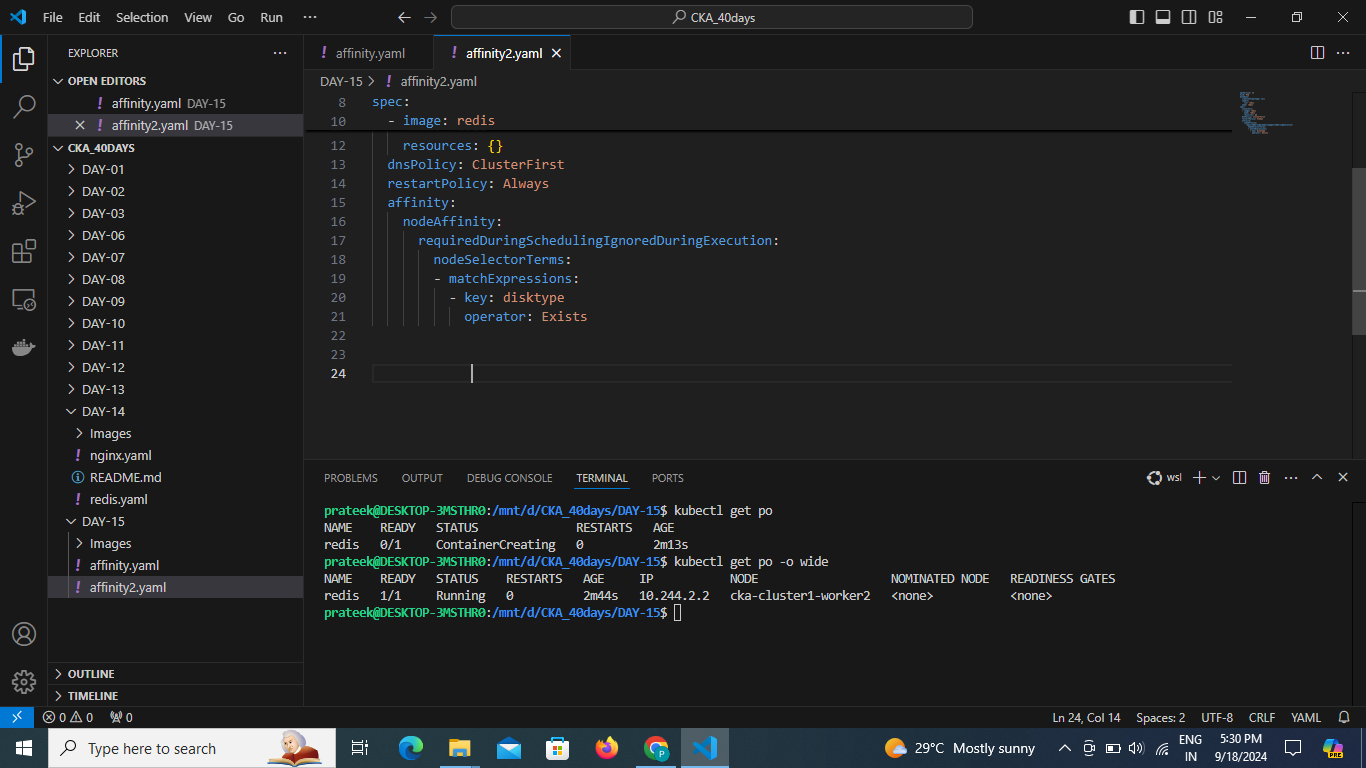 File Edit Selection View Go Run ··· CKA_40days
EXPLORER ···
OPEN EDITORS
! affinity.yaml DAY-15
! affinity2.yaml DAY-15
CKA_40DAYS
DAY-01
DAY-02
DAY-03
DAY-06
DAY-07
DAY-08
DAY-09
DAY-10
DAY-11
DAY-12
DAY-13
DAY-14
Images
! nginx.yaml
README.md
! redis.yaml
DAY-15
Images
! affinity.yaml
! affinity2.yaml
OUTLINE
TIMELINE
! affinity.yaml ! affinity2.yaml
DAY-15 > ! affinity2.yaml
8 spec:
10 - image: redis
12 resources: {}
13 dnsPolicy: ClusterFirst
14 restartPolicy: Always
15 affinity:
16 nodeAffinity:
17 requiredDuringSchedulingIgnoredDuringExecution:
18 nodeSelectorTerms:
19 - matchExpressions:
20 - key: disktype
21 operator: Exists
22
23
24
PROBLEMS OUTPUT DEBUG CONSOLE TERMINAL PORTS wsl
prateek@DESKTOP-3MSTHR0:/mnt/d/CKA_40days/DAY-15$ kubectl get po
NAME READY STATUS RESTARTS AGE
redis 0/1 ContainerCreating 0 2m13s
prateek@DESKTOP-3MSTHR0:/mnt/d/CKA_40days/DAY-15$ kubectl get po -o wide
NAME READY STATUS RESTARTS AGE IP NODE NOMINATED NODE READINESS GATES
redis 1/1 Running 0 2m44s 10.244.2.2 cka-cluster1-worker2 <none> <none>
prateek@DESKTOP-3MSTHR0:/mnt/d/CKA_40days/DAY-15$
0 0 0 Ln 24, Col 14 Spaces: 2 UTF-8 CRLF YAML
Type here to search 29°C Mostly sunny ENG IN 5:30 PM 9/18/2024